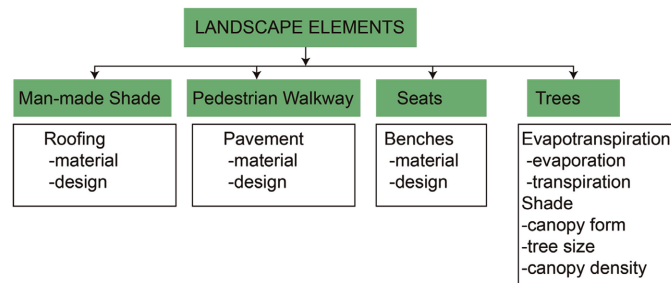 LANDSCAPE ELEMENTS
Man-made Shade
Pedestrian Walkway
Seats
Trees
Roofing
-material
-design
Pavement
-material
-design
Benches
-material
-design
Evapotranspiration
-evaporation
-transpiration
Shade
-canopy form
-tree size
-canopy density